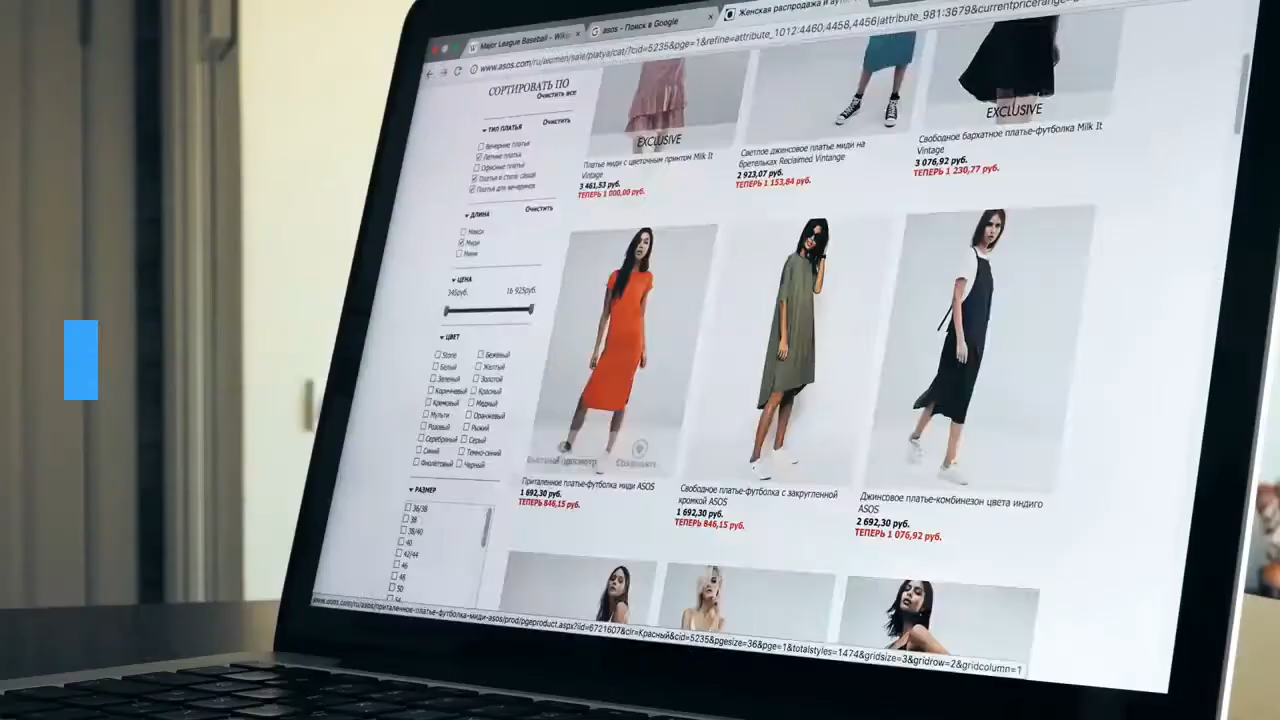 Major League Baseball - Wiki
asos - Поиск в Google
Женская распродажа и аутл
www.asos.com/ru/women/sale/platya/cat/?cid=5235&pge=1&refine=attribute_1012:4460,4458,4456|attribute_981:3679&currentpricerange=
СОРТИРОВАТЬ ПО
Очистить все
ТИП ПЛАТЬЯ
Очистить
Вечерние платья
Летние платья
Офисные платья
Платья в стиле casual
Платья для вечеринок
ДЛИНА
Очистить
Макси
Миди
Мини
ЦЕНА
345руб.
16 925руб.
ЦВЕТ
Stone
Бежевый
Белый
Желтый
Зеленый
Золотой
Коричневый
Красный
Кремовый
Медный
Мульти
Оранжевый
Розовый
Рыжий
Серебряный
Серый
Синий
Темно-синий
Фиолетовый
Черный
РАЗМЕР
36/38
38
38/40
40
42/44
46
48
50
EXCLUSIVE
Платье миди с цветочным принтом Milk It
Vintage
3 461,53 руб.
ТЕПЕРЬ 1 000,00 руб.
Светлое джинсовое платье миди на
бретельках Reclaimed Vintange
2 923,07 руб.
ТЕПЕРЬ 1 153,84 руб.
EXCLUSIVE
Свободное бархатное платье-футболка Milk It
Vintage
3 076,92 руб.
ТЕПЕРЬ 1 230,77 руб.
просмотр
Приталенное платье-футболка миди ASOS
1 692,30 руб.
ТЕПЕРЬ 846,15 руб.
Свободное платье-футболка с закругленной
кромкой ASOS
1 692,30 руб.
ТЕПЕРЬ 846,15 руб.
Джинсовое платье-комбинезон цвета индиго
ASOS
2 692,30 руб.
ТЕПЕРЬ 1 076,92 руб.
www.asos.com/ru/asos/приталенное-платье-футболка-миди-asos/prod/pgeproduct.aspx?iid=6721607&clr=Красный&cid=5235&pgesize=36&pge=1&totalstyles=1474&gridsize=3&gridrow=2&gridcolumn=1